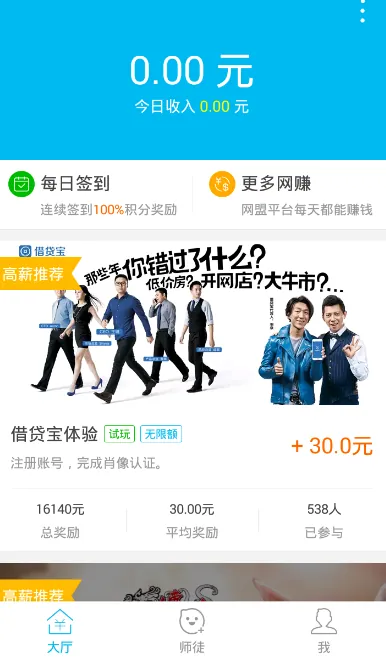 0.00 元
今日收入 0.00 元
每日签到
连续签到100%积分奖励
更多网赚
网盟平台每天都能赚钱
借贷宝
高薪推荐
那些年你错过了什么?
低价房?开网店?大牛市?...
借贷宝体验 试玩 无限额
+ 30.0元
注册账号，完成肖像认证。
16140元 30.00元 538人
总奖励 平均奖励 已参与
高薪推荐
大厅 师徒 我